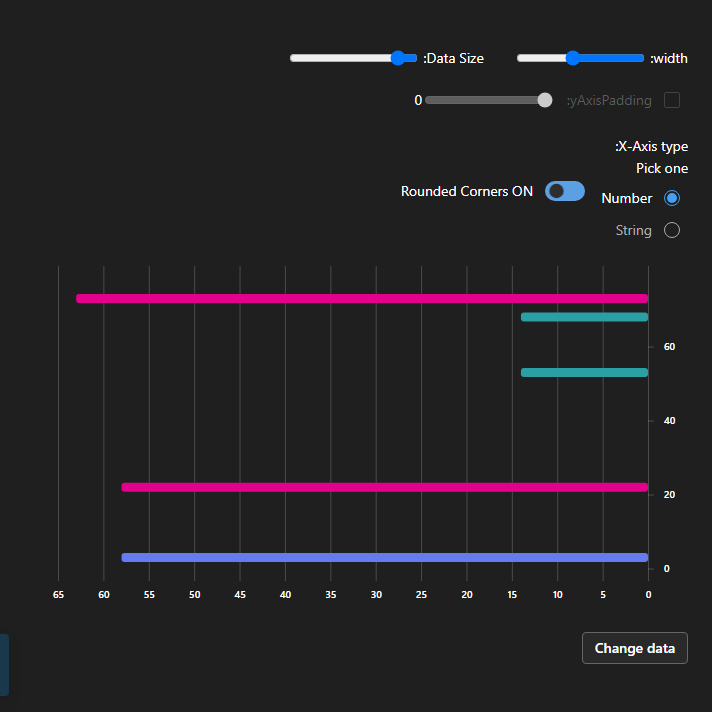 :width
:Data Size
:yAxisPadding
0
:X-Axis type
Pick one
Number
Rounded Corners ON
String
60
40
20
0
65 60 55 50 45 40 35 30 25 20 15 10 5 0
Change data